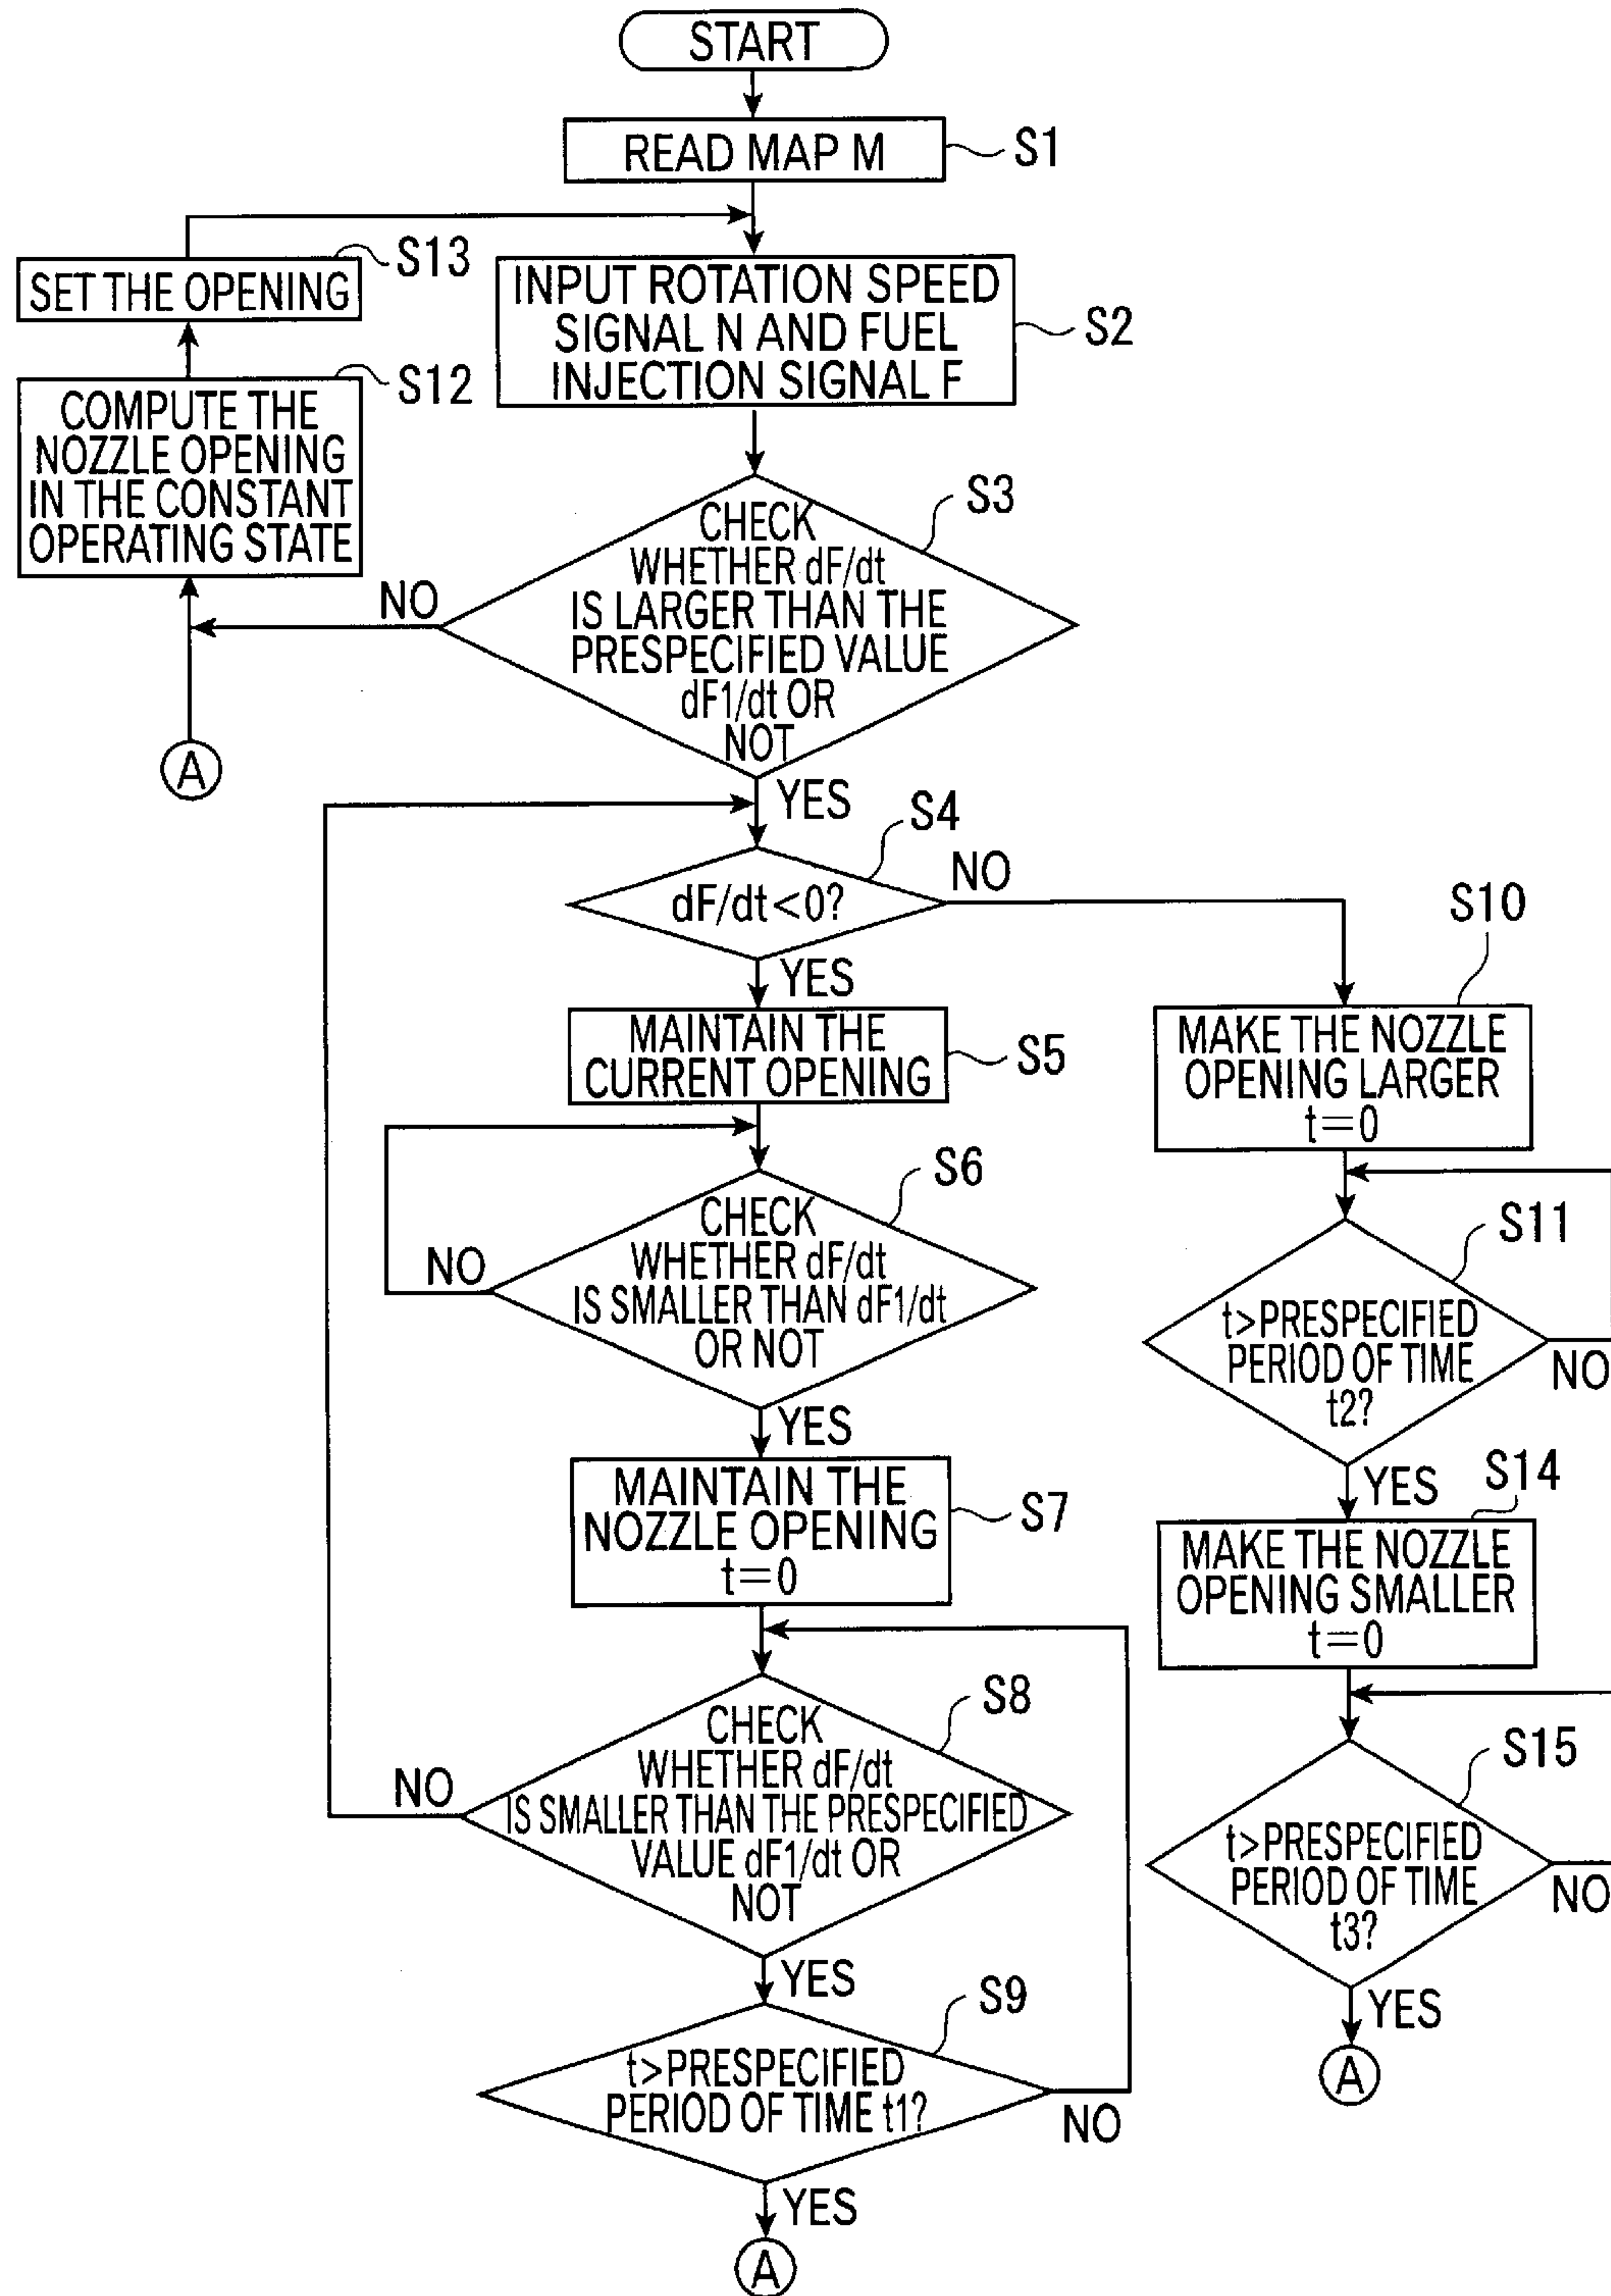 START
READ MAP M
S1
SET THE OPENING
S13
INPUT ROTATION SPEED
SIGNAL N AND FUEL
INJECTION SIGNAL F
S2
COMPUTE THE
NOZZLE OPENING
IN THE CONSTANT
OPERATING STATE
S12
CHECK
WHETHER dF/dt
IS LARGER THAN THE
PRESPECIFIED VALUE
dF1/dt OR
NOT
S3
NO
A
YES
dF/dt<0?
S4
NO
YES
MAINTAIN THE
CURRENT OPENING
S5
CHECK
WHETHER dF/dt
IS SMALLER THAN dF1/dt
OR NOT
S6
NO
YES
MAINTAIN THE
NOZZLE OPENING
t=0
S7
CHECK
WHETHER dF/dt
IS SMALLER THAN THE PRESPECIFIED
VALUE dF1/dt OR
NOT
S8
NO
YES
t>PRESPECIFIED
PERIOD OF TIME t1?
S9
NO
YES
A
MAKE THE NOZZLE
OPENING LARGER
t=0
S10
t>PRESPECIFIED
PERIOD OF TIME
t2?
S11
NO
YES
MAKE THE NOZZLE
OPENING SMALLER
t=0
S14
t>PRESPECIFIED
PERIOD OF TIME
t3?
S15
NO
YES
A